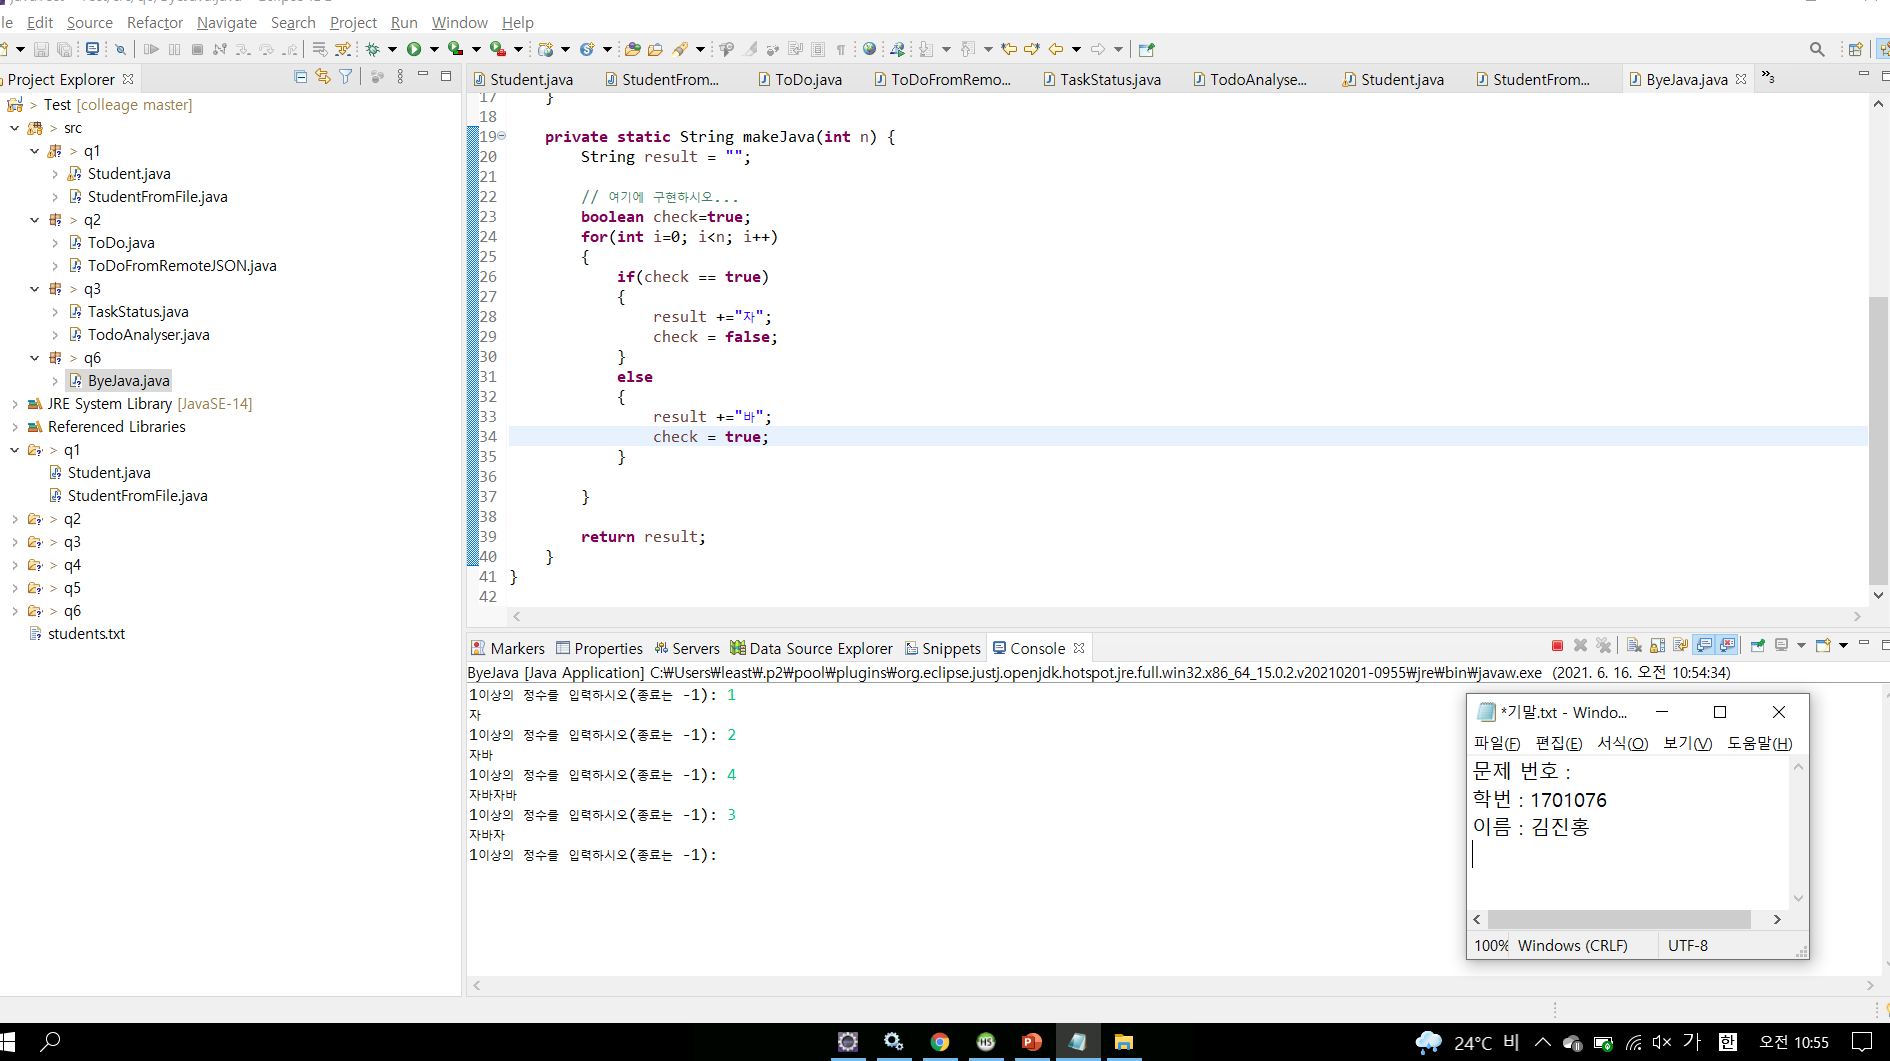 Edit Source Refactor Navigate Search Project Run Window Help
Project Explorer
Test [colleage master]
src
q1
Student.java
StudentFromFile.java
q2
ToDo.java
ToDoFromRemoteJSON.java
q3
TaskStatus.java
TodoAnalyser.java
q6
ByeJava.java
JRE System Library [JavaSE-14]
Referenced Libraries
q1
Student.java
StudentFromFile.java
q2
q3
q4
q5
q6
students.txt
Student.java StudentFrom... ToDo.java ToDoFromRemo... TaskStatus.java TodoAnalyse... Student.java StudentFrom... ByeJava.java »3
17 }
18
19 private static String makeJava(int n) {
20 String result = "";
21
22 // 여기에 구현하시오...
23 boolean check=true;
24 for(int i=0; i<n; i++)
25 {
26 if(check == true)
27 {
28 result +="자";
29 check = false;
30 }
31 else
32 {
33 result +="바";
34 check = true;
35 }
36
37 }
38
39 return result;
40 }
41 }
42
Markers Properties Servers Data Source Explorer Snippets Console
ByeJava [Java Application] C:₩Users₩least₩.p2₩pool₩plugins₩org.eclipse.justj.openjdk.hotspot.jre.full.win32.x86_64_15.0.2.v20210201-0955₩jre₩bin₩javaw.exe (2021. 6. 16. 오전 10:54:34)
1이상의 정수를 입력하시오(종료는 -1): 1
자
1이상의 정수를 입력하시오(종료는 -1): 2
자바
1이상의 정수를 입력하시오(종료는 -1): 4
자바자바
1이상의 정수를 입력하시오(종료는 -1): 3
자바자
1이상의 정수를 입력하시오(종료는 -1):
*기말.txt - Windo...
파일(F) 편집(E) 서식(O) 보기(V) 도움말(H)
문제 번호 :
학번 : 1701076
이름 : 김진홍
100% Windows (CRLF) UTF-8
24°C 비 가 한 오전 10:55